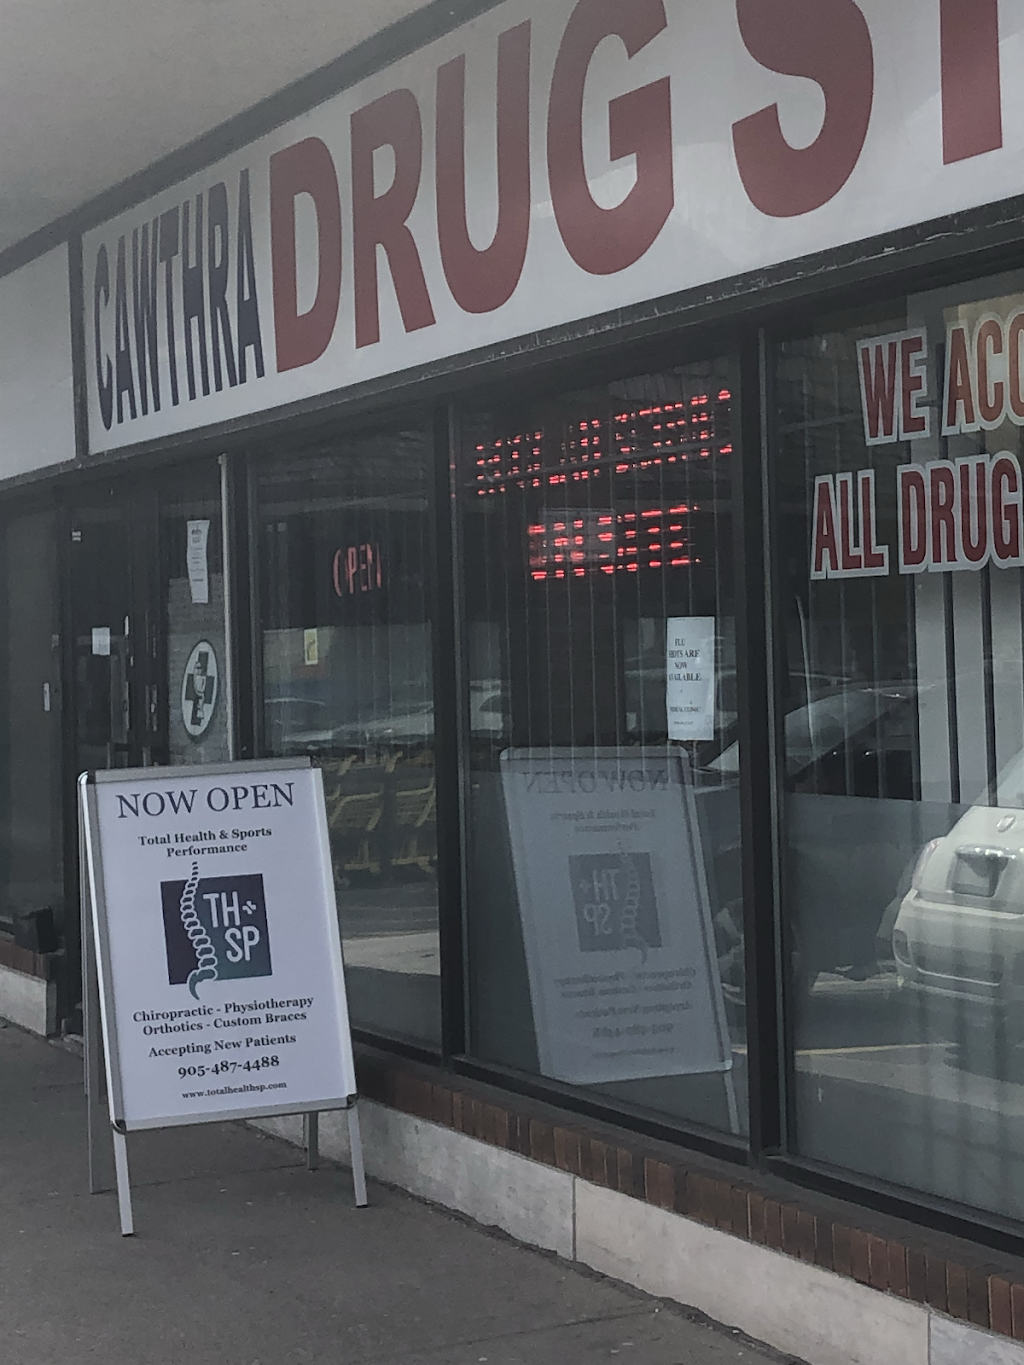 CAWTHRA DRUG ST
WE ACC
ALL DRUG
OPEN
FLU
SHOTS ARE
NOW
AVAILABLE
NOW OPEN
Total Health & Sports
Performance
TH+
SP
Chiropractic - Physiotherapy
Orthotics - Custom Braces
Accepting New Patients
905-487-4488
www.totalhealthsp.com